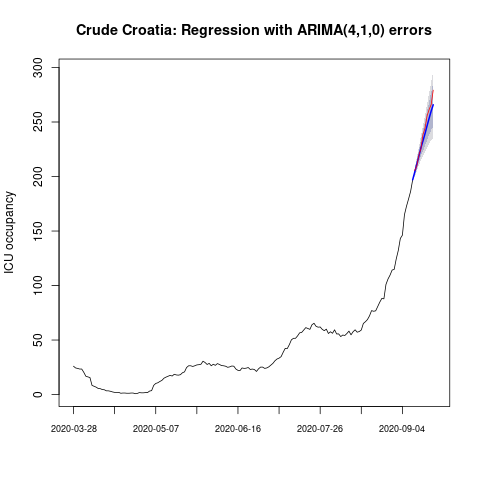 Crude Croatia: Regression with ARIMA(4,1,0) errors
ICU occupancy
300
250
200
150
100
50
0
2020-03-28 2020-05-07 2020-06-16 2020-07-26 2020-09-04